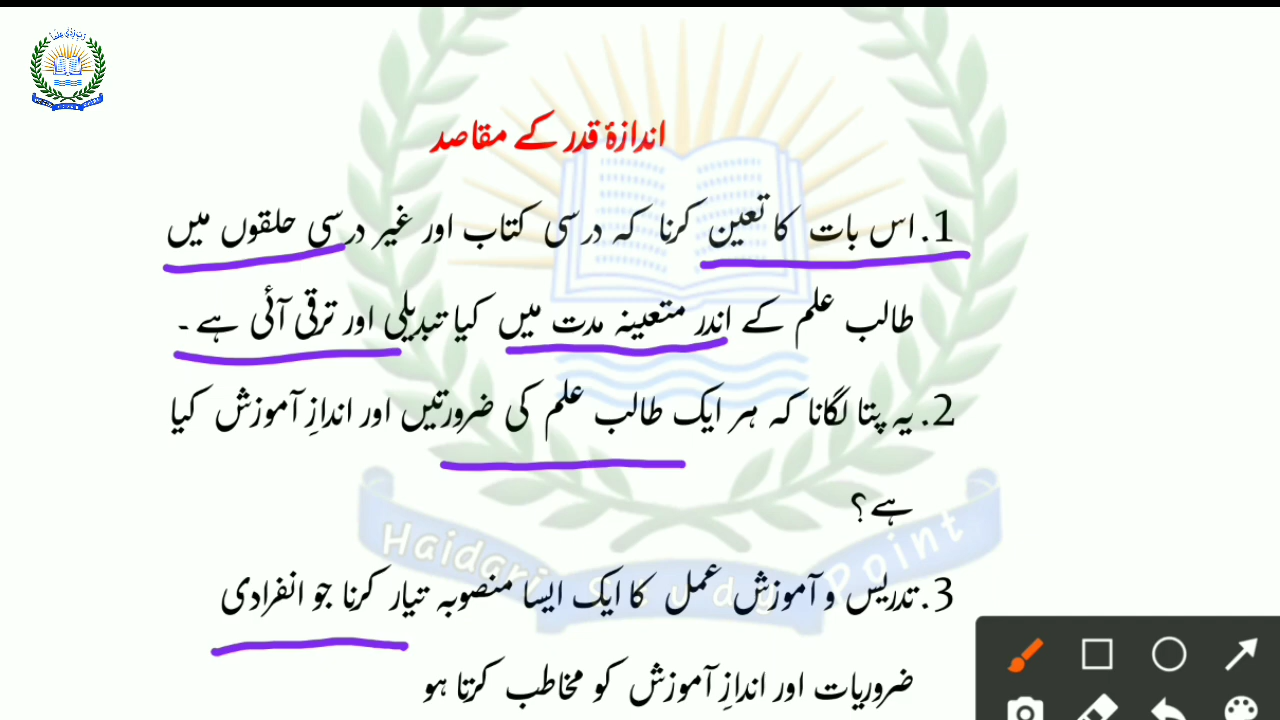 اندازۂ قدر کے مقاصد
1. اس بات کا تعین کرنا کہ درسی کتاب اور غیر درسی حلقوں میں
طالب علم کے اندر متعینہ مدت میں کیا تبدیلی اور ترقی آئی ہے۔
2. یہ پتا لگانا کہ ہر ایک طالب علم کی ضرورتیں اور اندازِ آموزش کیا
ہے؟
3. تدریس و آموزش عمل کا ایک ایسا منصوبہ تیار کرنا جو انفرادی
ضروریات اور اندازِ آموزش کو مخاطب کرتا ہو
Haidari Study Point